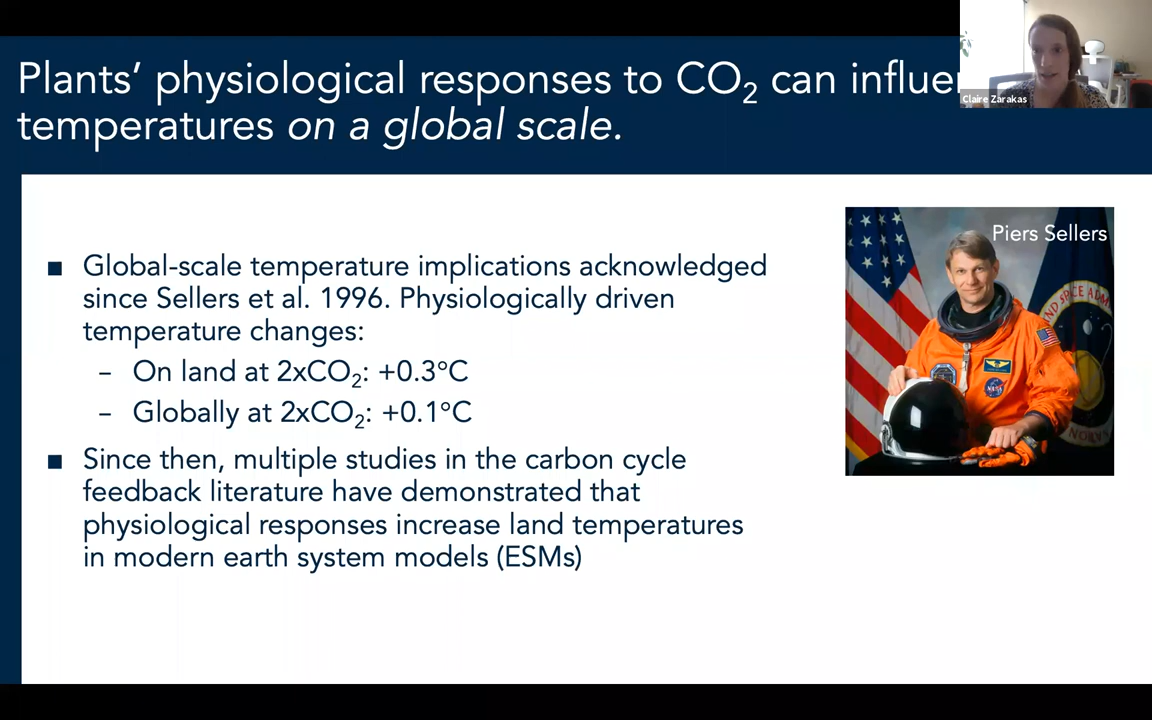 Plants’ physiological responses to CO2 can influe
temperatures on a global scale.
Claire Zarakas
Piers Sellers
■ Global-scale temperature implications acknowledged
since Sellers et al. 1996. Physiologically driven
temperature changes:
– On land at 2xCO2: +0.3°C
– Globally at 2xCO2: +0.1°C
■ Since then, multiple studies in the carbon cycle
feedback literature have demonstrated that
physiological responses increase land temperatures
in modern earth system models (ESMs)
NASA